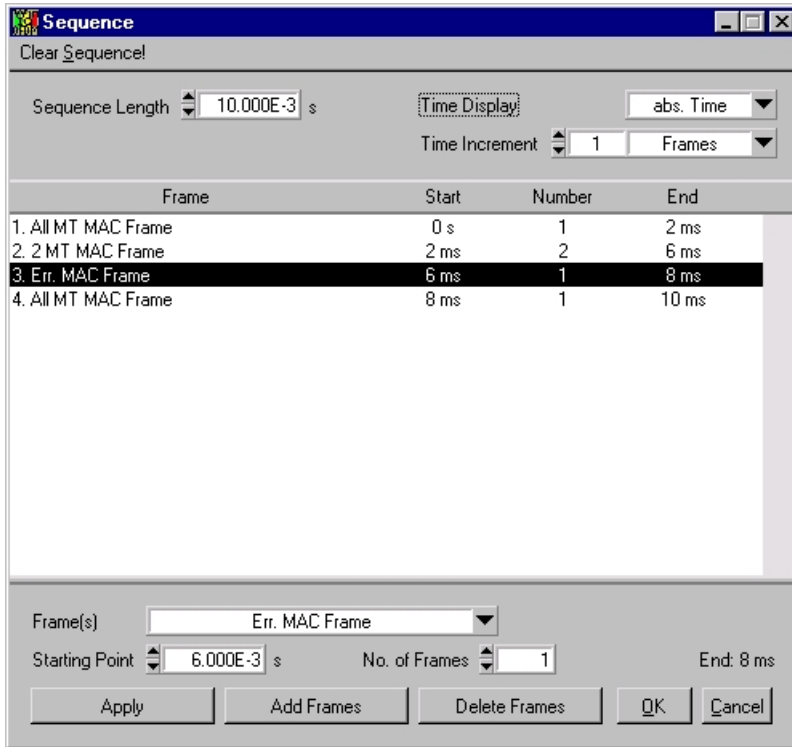 Sequence
Clear Sequence!
Sequence Length 10.000E-3 s Time Display abs. Time
Time Increment 1 Frames
Frame Start Number End
1. All MT MAC Frame 0 s 1 2 ms
2. 2 MT MAC Frame 2 ms 2 6 ms
3. Err. MAC Frame 6 ms 1 8 ms
4. All MT MAC Frame 8 ms 1 10 ms
Frame(s) Err. MAC Frame
Starting Point 6.000E-3 s No. of Frames 1 End: 8 ms
Apply Add Frames Delete Frames OK Cancel